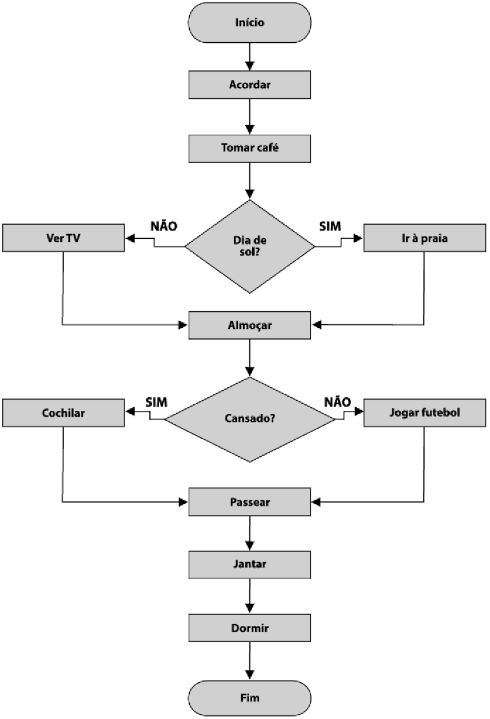 Início
Acordar
Tomar café
NÃO
SIM
Ver TV
Dia de
sol?
Ir à praia
Almoçar
SIM
NÃO
Cochilar
Cansado?
Jogar futebol
Passear
Jantar
Dormir
Fim